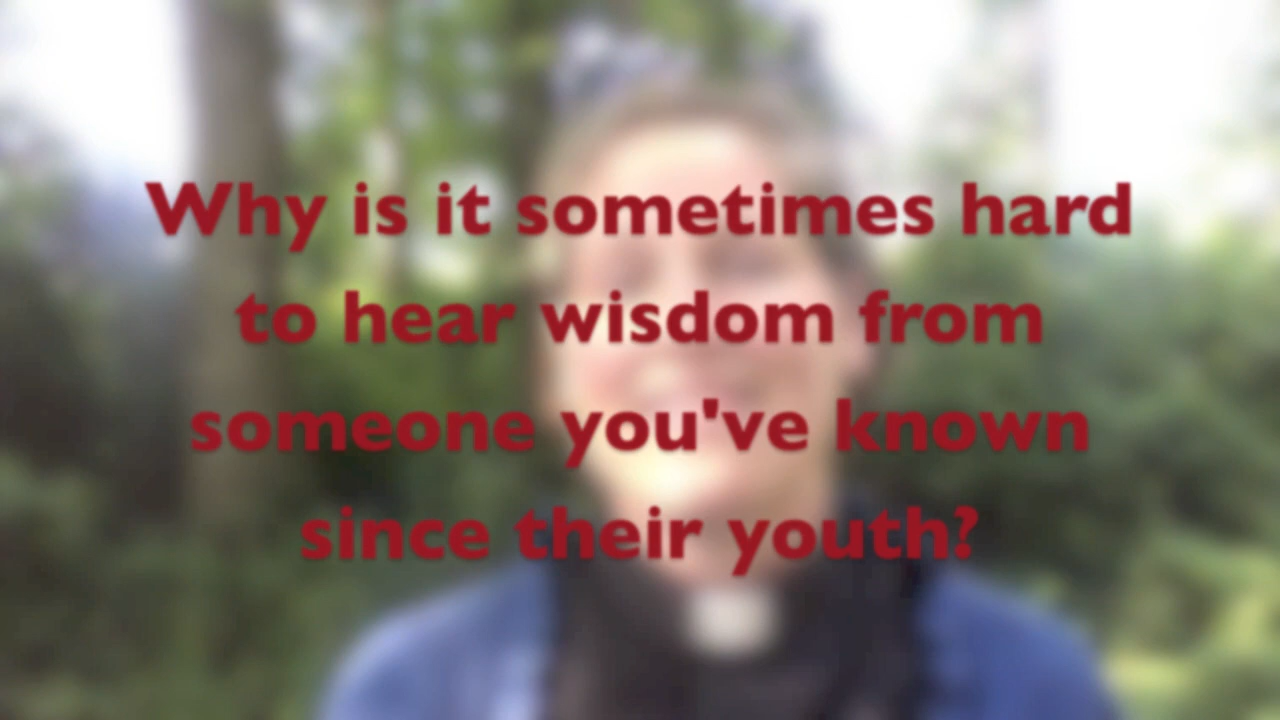 Why is it sometimes hard
to hear wisdom from
someone you've known
since their youth?